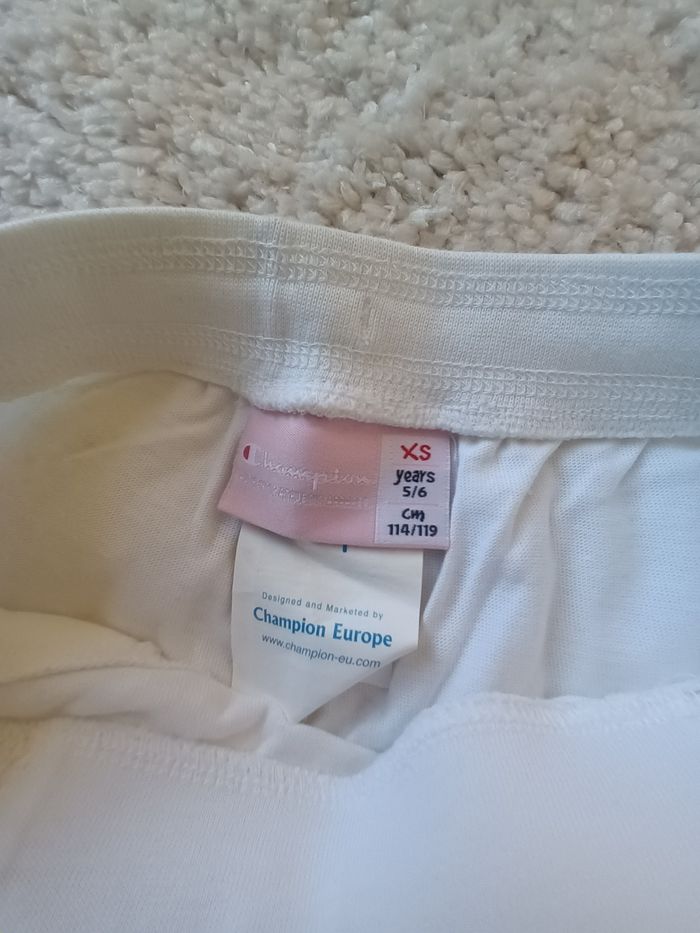 Champion
XS
years
5/6
cm
114/119
Designed and Marketed by
Champion Europe
www.champion-eu.com